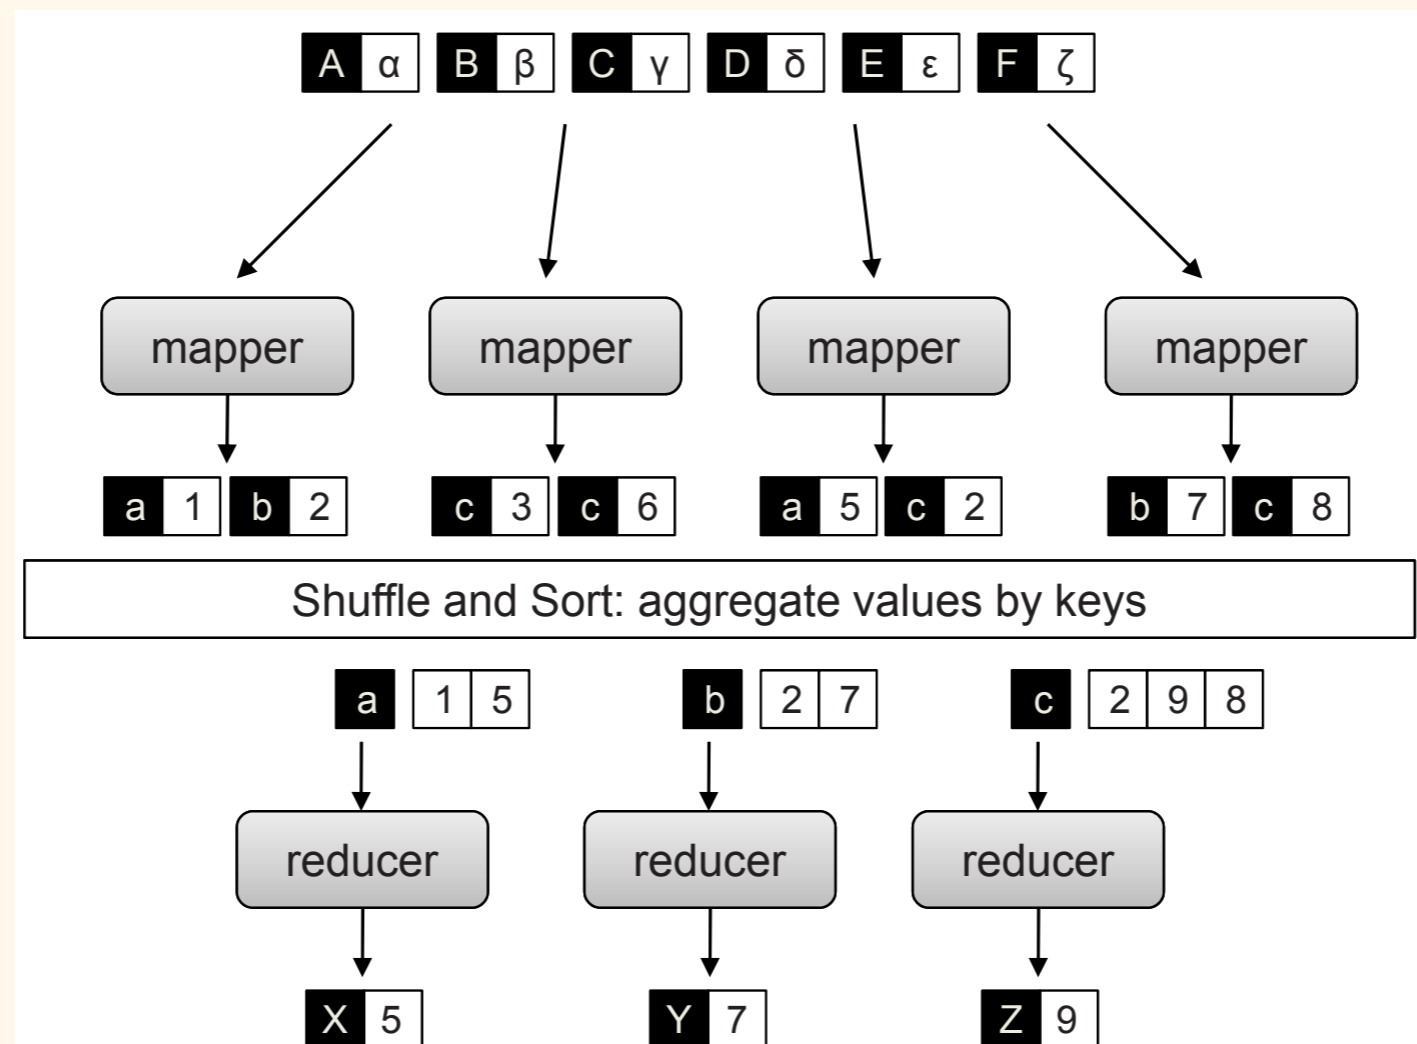 A α B β C γ D δ E ε F ζ
mapper mapper mapper mapper
a 1 b 2 c 3 c 6 a 5 c 2 b 7 c 8
Shuffle and Sort: aggregate values by keys
a 1 5 b 2 7 c 2 9 8
reducer reducer reducer
X 5 Y 7 Z 9